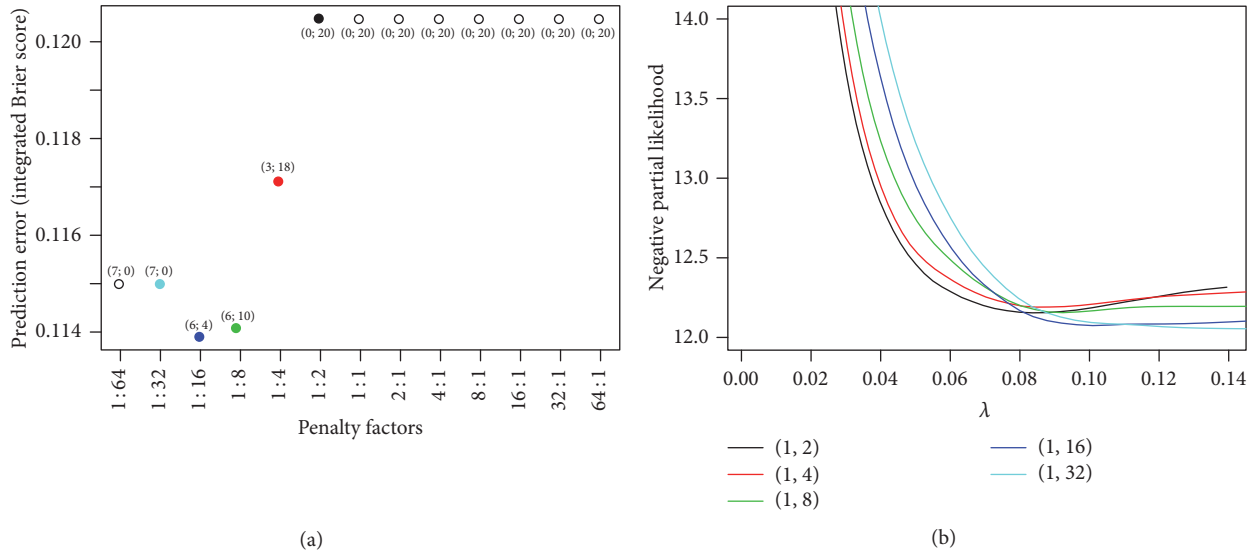 0.120
0.118
0.116
0.114
Prediction error (integrated Brier score)
(0; 20)
(0; 20)
(0; 20)
(0; 20)
(0; 20)
(0; 20)
(0; 20)
(0; 20)
(3; 18)
(7; 0)
(7; 0)
(6; 4)
(6; 10)
1 : 64
1 : 32
1 : 16
1 : 8
1 : 4
1 : 2
1 : 1
2 : 1
4 : 1
8 : 1
16 : 1
32 : 1
64 : 1
Penalty factors
(a)
14.0
13.5
13.0
12.5
12.0
Negative partial likelihood
0.00
0.02
0.04
0.06
0.08
0.10
0.12
0.14
λ
(1, 2)
(1, 4)
(1, 8)
(1, 16)
(1, 32)
(b)